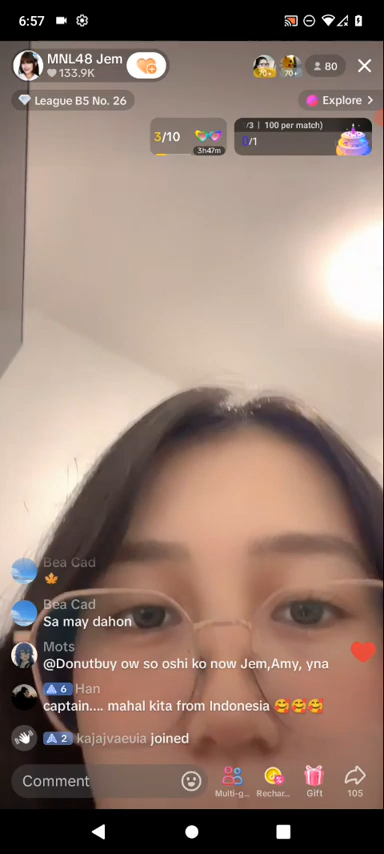 6:57
MNL48 Jem
133.9K
70+
70+
80
League B5 No. 26
Explore >
3/10
3h47m
/3 | 100 per match)
0/1
Bea Cad
🍁
Bea Cad
Sa may dahon
Mots
@Donutbuy ow so oshi ko now Jem,Amy, yna
6 Han
captain.... mahal kita from Indonesia 🥰🥰🥰
2 kajajvaeuia joined
Comment
Multi-g...
Rechar...
Gift
105